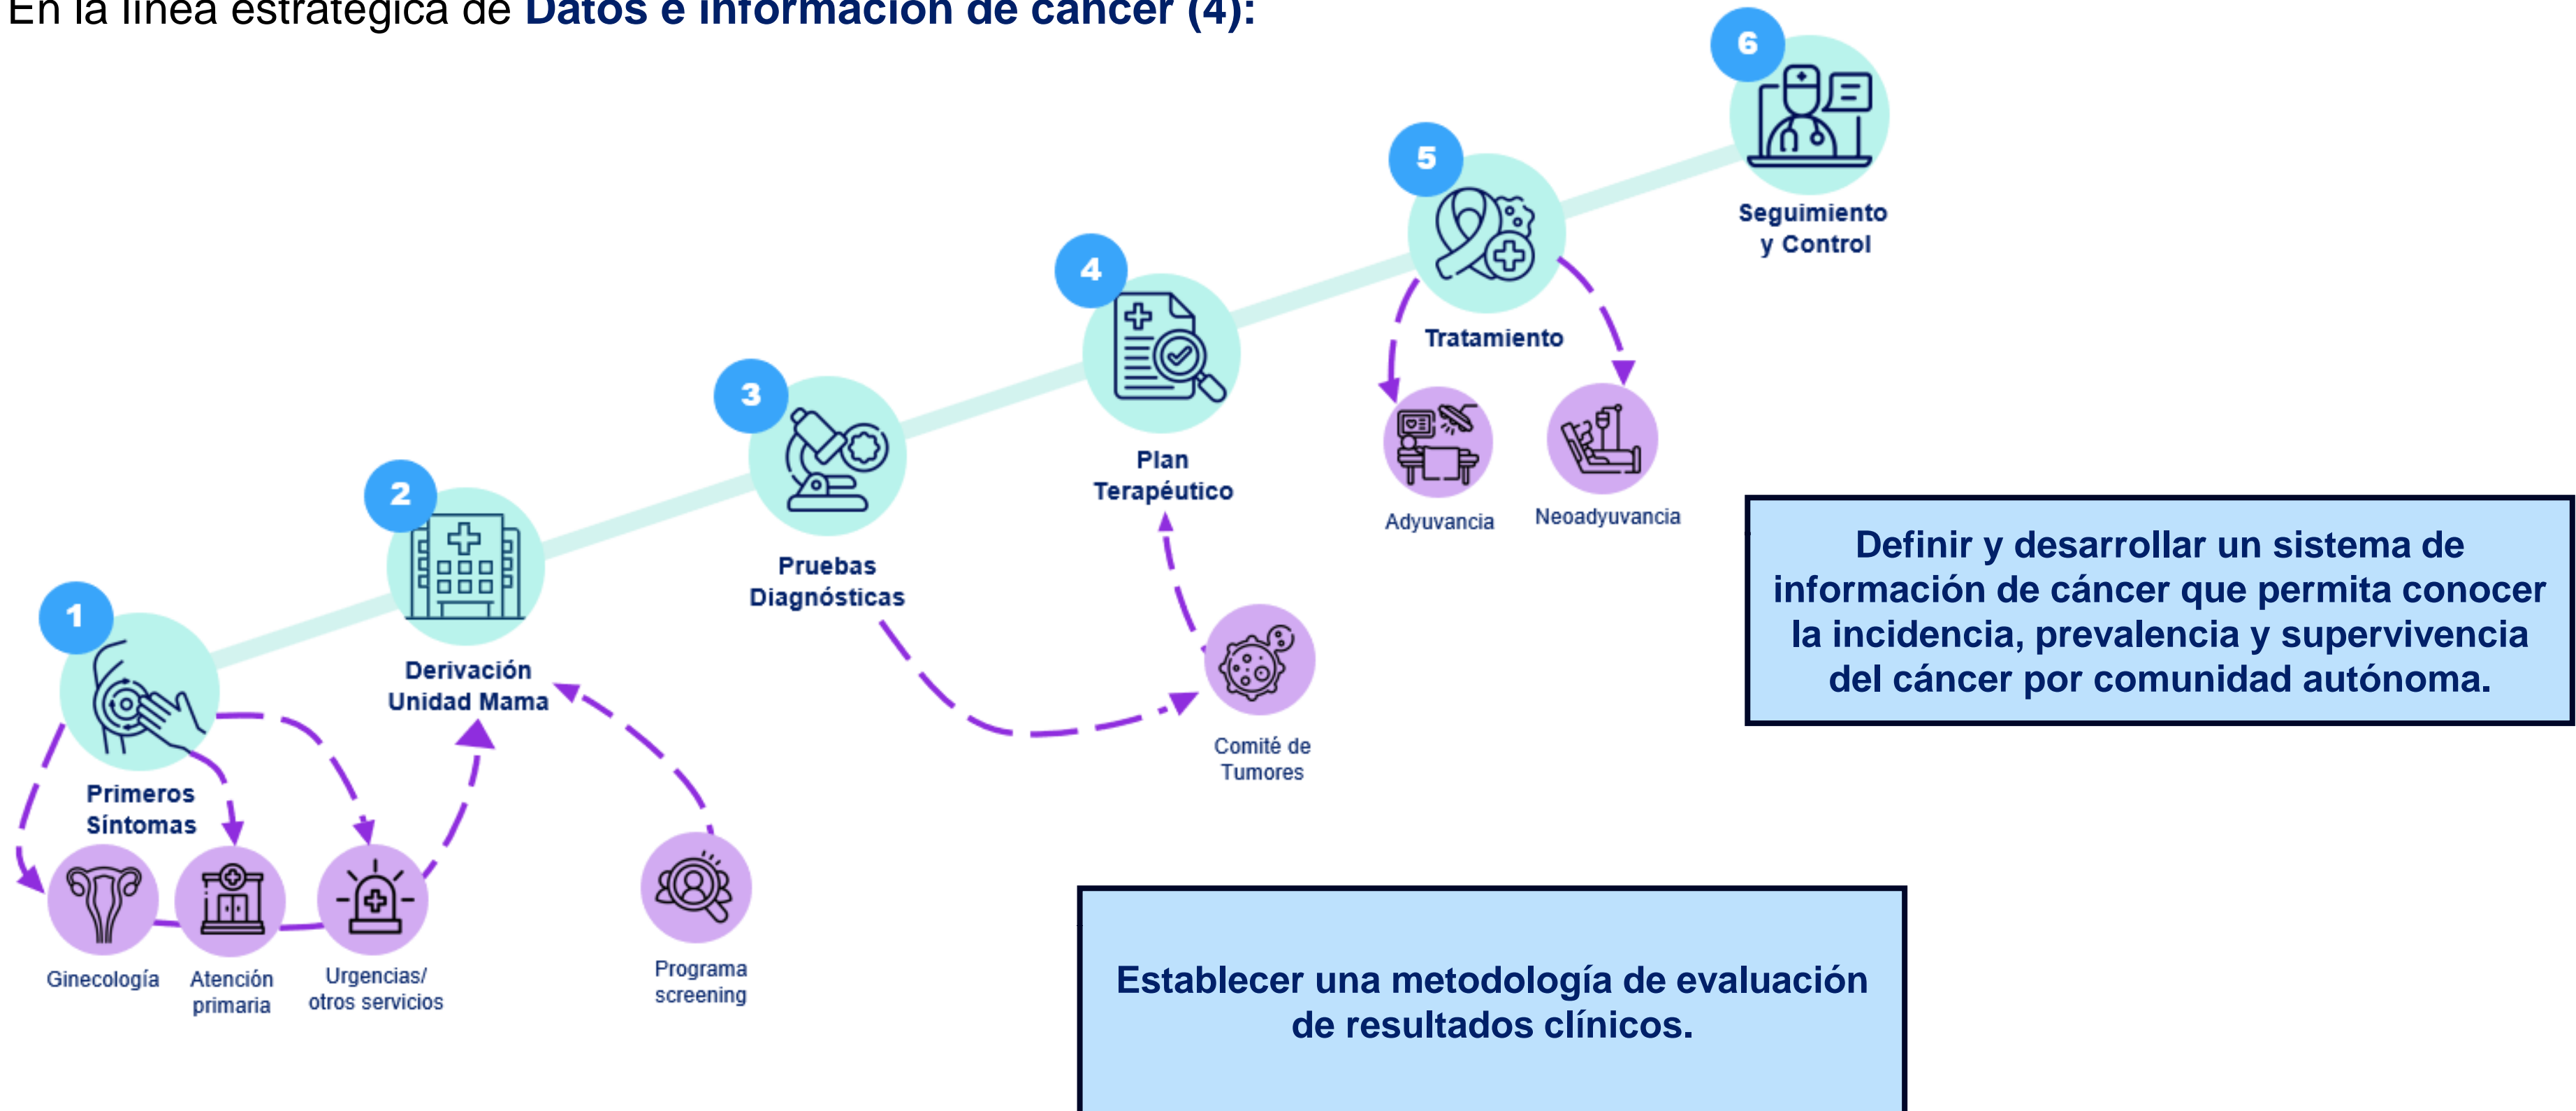 En la línea estratégica de Datos e información de cáncer (4):
6
Seguimiento
y Control
5
Tratamiento
Adyuvancia
Neoadyuvancia
4
Plan
Terapéutico
3
Pruebas
Diagnósticas
Comité de
Tumores
2
Derivación
Unidad Mama
1
Primeros
Síntomas
Ginecología
Atención
primaria
Urgencias/
otros servicios
Programa
screening
Definir y desarrollar un sistema de
información de cáncer que permita conocer
la incidencia, prevalencia y supervivencia
del cáncer por comunidad autónoma.
Establecer una metodología de evaluación
de resultados clínicos.